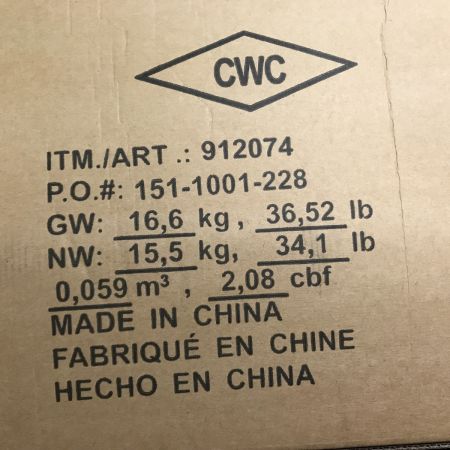 CWC
ITM./ART .: 912074
P.O.#: 151-1001-228
GW: 16,6 kg, 36,52 lb
NW: 15,5 kg, 34,1 lb
0,059 m³ , 2,08 cbf
MADE IN CHINA
FABRIQUÉ EN CHINE
HECHO EN CHINA